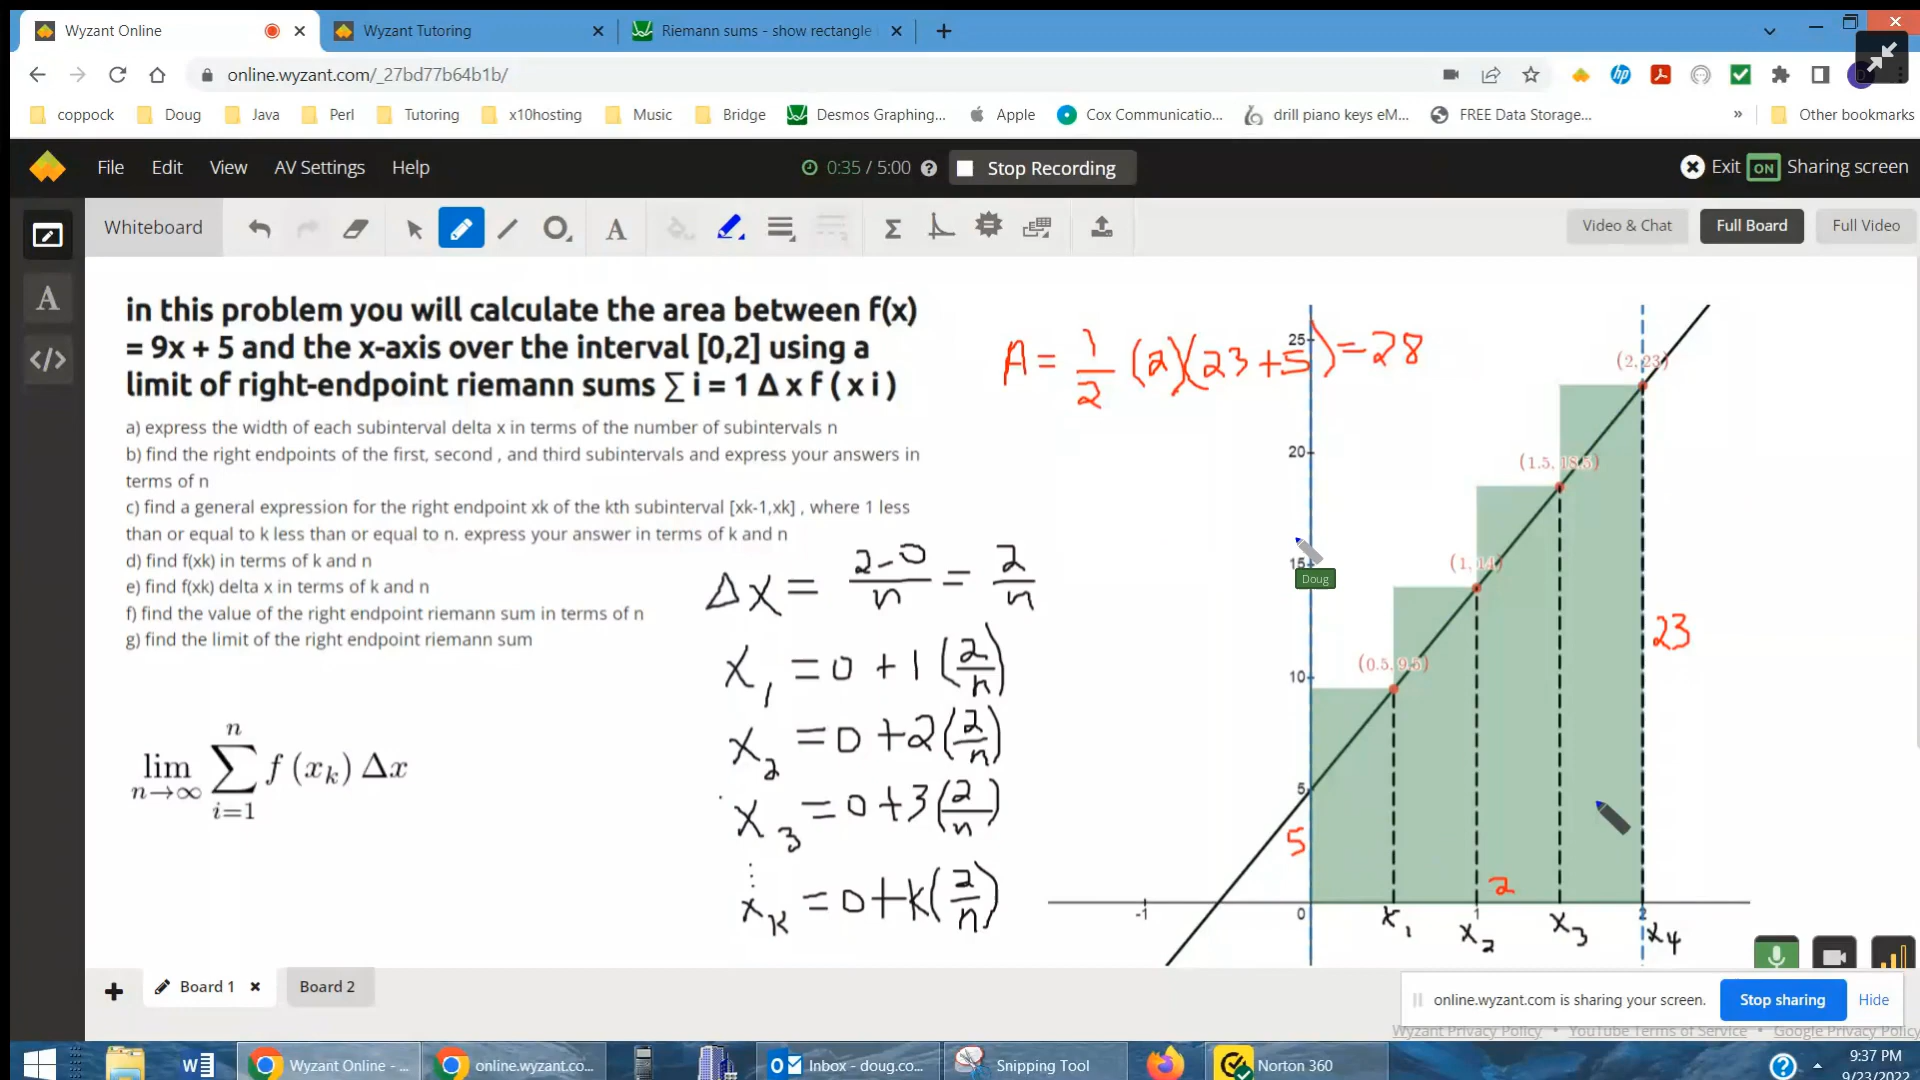 Wyzant Online
Wyzant Tutoring
Riemann sums - show rectangle
online.wyzant.com/_27bd77b64b1b/
coppock
Doug
Java
Perl
Tutoring
x10hosting
Music
Bridge
Desmos Graphing...
Apple
Cox Communicatio...
drill piano keys eM...
FREE Data Storage...
»
Other bookmarks
File
Edit
View
AV Settings
Help
0:35 / 5:00
Stop Recording
Exit
ON
Sharing screen
Whiteboard
A
Σ
Video & Chat
Full Board
Full Video
A
</>
in this problem you will calculate the area between f(x)
= 9x + 5 and the x-axis over the interval [0,2] using a
limit of right-endpoint riemann sums ∑ i = 1 Δ x f ( x i )
a) express the width of each subinterval delta x in terms of the number of subintervals n
b) find the right endpoints of the first, second , and third subintervals and express your answers in
terms of n
c) find a general expression for the right endpoint xk of the kth subinterval [xk-1,xk] , where 1 less
than or equal to k less than or equal to n. express your answer in terms of k and n
d) find f(xk) in terms of k and n
e) find f(xk) delta x in terms of k and n
f) find the value of the right endpoint riemann sum in terms of n
g) find the limit of the right endpoint riemann sum
lim n→∞ ∑ i=1 n f (xk) Δx
Δx = 2-0/n = 2/n
x1 = 0 + 1 (2/n)
x2 = 0 + 2 (2/n)
x3 = 0 + 3 (2/n)
⋮
xk = 0 + k (2/n)
A = 1/2 (2)(23+5) = 28
25
20
15
10
5
(2, 23)
(1.5, 18.5)
(1, 14)
(0.5, 9.5)
Doug
23
5
2
-1
0
1
2
x1
x2
x3
x4
Board 1
Board 2
online.wyzant.com is sharing your screen.
Stop sharing
Hide
Wyzant Privacy Policy • YouTube Terms of Service • Google Privacy Policy
Wyzant Online - ...
online.wyzant.co...
Inbox - doug.co...
Snipping Tool
Norton 360
9:37 PM
9/23/2022